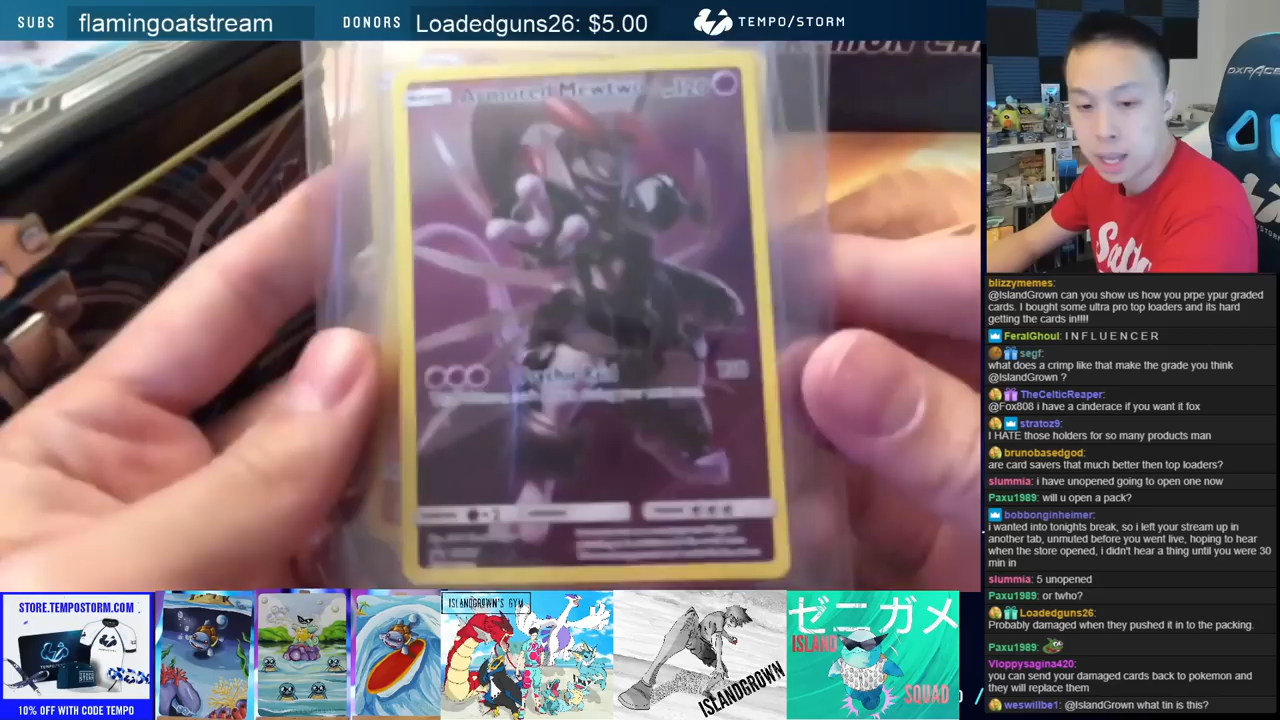 SUBS flamingoatstream DONORS Loadedguns26: $5.00 TEMPO/STORM
Armored Mewtwo
DXRACER
blizzymemes:
@IslandGrown can you show us how you prpe ypur graded
cards. I bought some ultra pro top loaders and its hard
getting the cards in!!!!
FeralGhoul: I N F L U E N C E R
segf:
what does a crimp like that make the grade you think
@IslandGrown ?
TheCelticReaper:
@Fox808 i have a cinderace if you want it fox
stratoz9:
I HATE those holders for so many products man
brunobasedgod:
are card savers that much better then top loaders?
slummia: i have unopened going to open one now
Paxu1989: will u open a pack?
bobbonginheimer:
i wanted into tonights break, so i left your stream up in
another tab, unmuted before you went live, hoping to hear
when the store opened, i didn't hear a thing until you were 30
min in
slummia: 5 unopened
Paxu1989: or twho?
Loadedguns26:
Probably damaged when they pushed it in to the packing.
Paxu1989:
Vloppysagina420:
you can send your damaged cards back to pokemon and
they will replace them
weswillbe1: @IslandGrown what tin is this?
STORE.TEMPOSTORM.COM
10% OFF WITH CODE TEMPO
ISLANDGROWN'S GYM
ISLANDGROWN
ゼニガメ
ISLAND
SQUAD